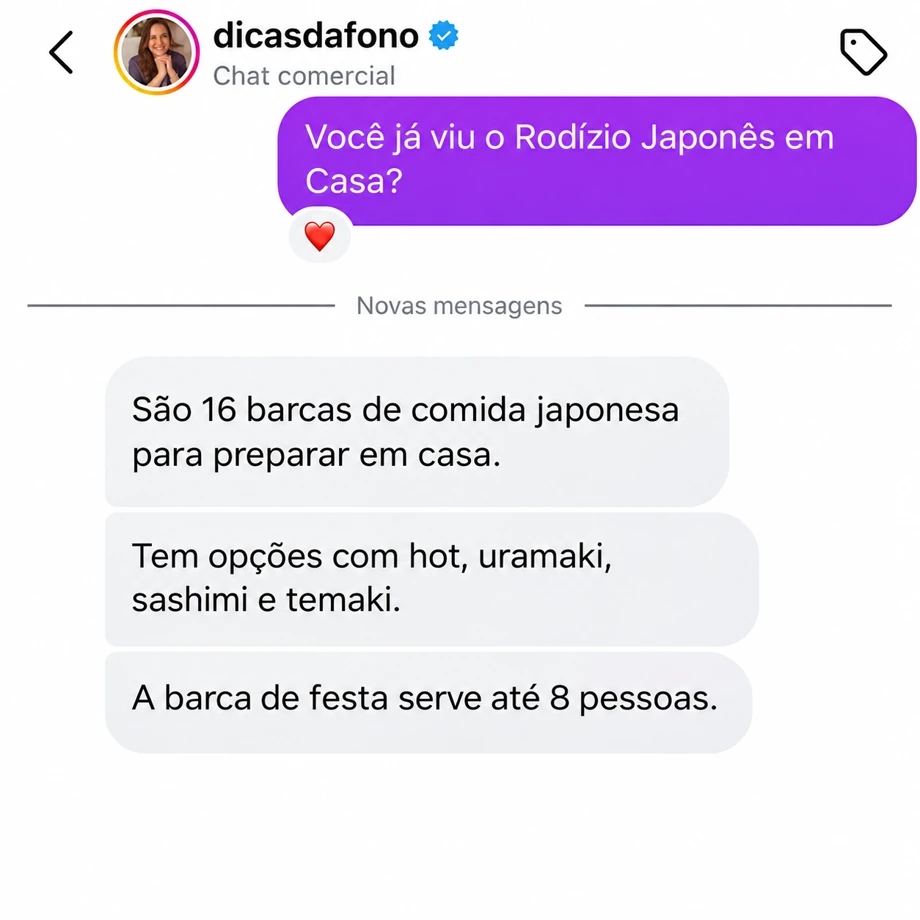 dicasdafono
Chat comercial
Você já viu o Rodízio Japonês em
Casa?
Novas mensagens
São 16 barcas de comida japonesa
para preparar em casa.
Tem opções com hot, uramaki,
sashimi e temaki.
A barca de festa serve até 8 pessoas.